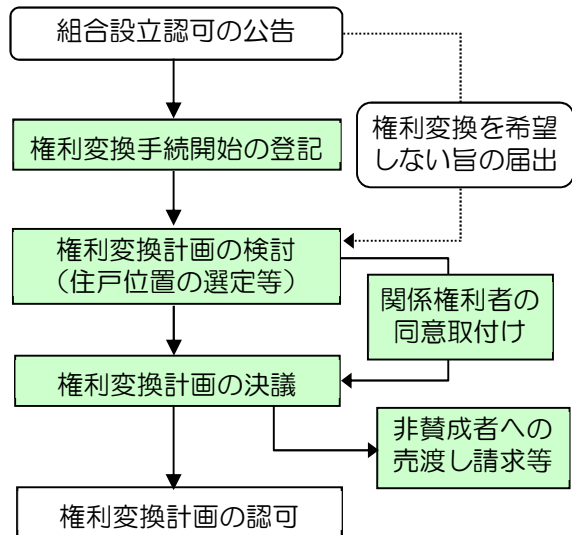 組合設立認可の公告
権利変換を希望
しない旨の届出
権利変換手続開始の登記
権利変換計画の検討
（住戸位置の選定等）
関係権利者の
同意取付け
権利変換計画の決議
非賛成者への
売渡し請求等
権利変換計画の認可